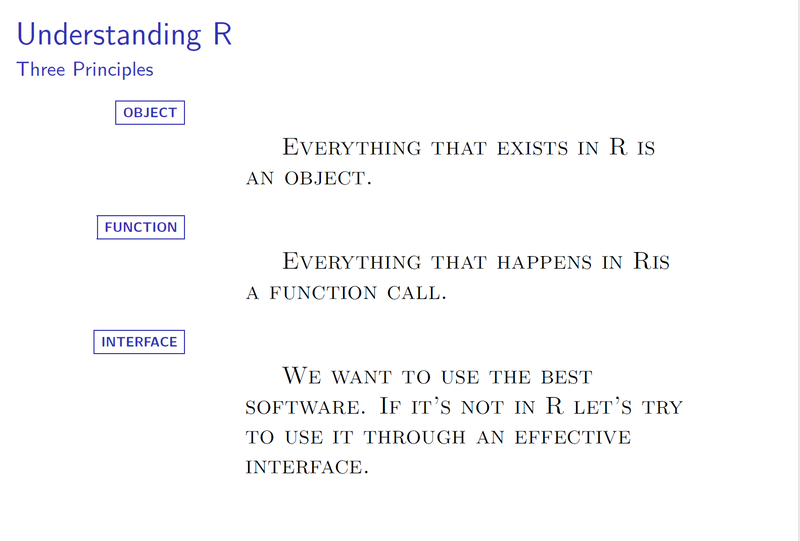 Understanding R
Three Principles
OBJECT
EVERYTHING THAT EXISTS IN R IS
AN OBJECT.
FUNCTION
EVERYTHING THAT HAPPENS IN RIS
A FUNCTION CALL.
INTERFACE
WE WANT TO USE THE BEST
SOFTWARE. IF IT'S NOT IN R LET'S TRY
TO USE IT THROUGH AN EFFECTIVE
INTERFACE.